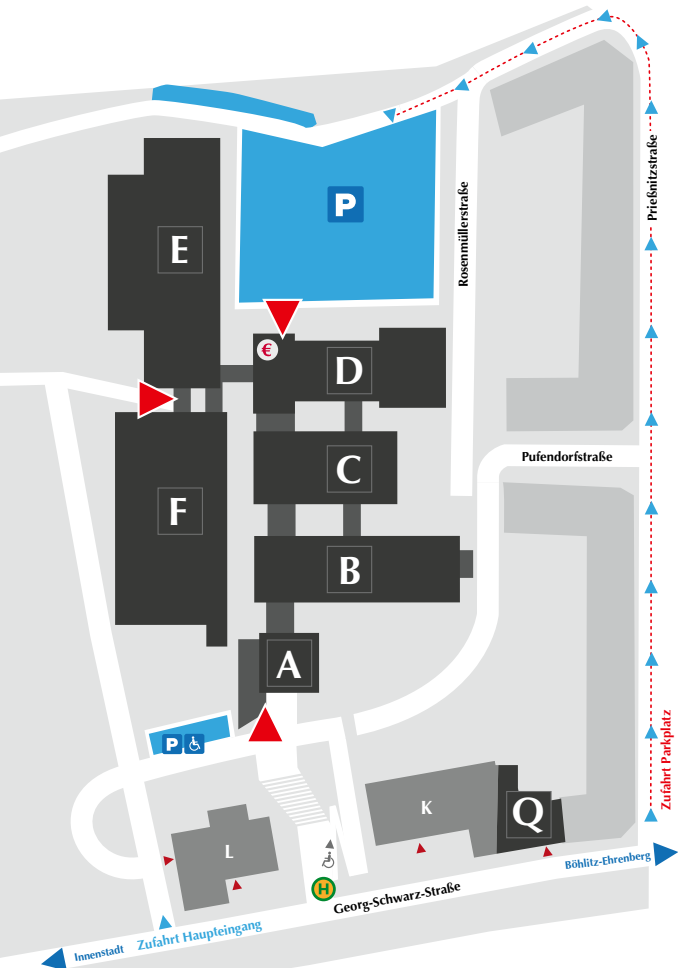 P
Prießnitzstraße
Rosenmüllerstraße
E
€
D
C
Pufendorfstraße
F
B
A
P
Zufahrt Parkplatz
K
Q
L
H
Georg-Schwarz-Straße
Böhlitz-Ehrenberg
Zufahrt Haupteingang
Innenstadt